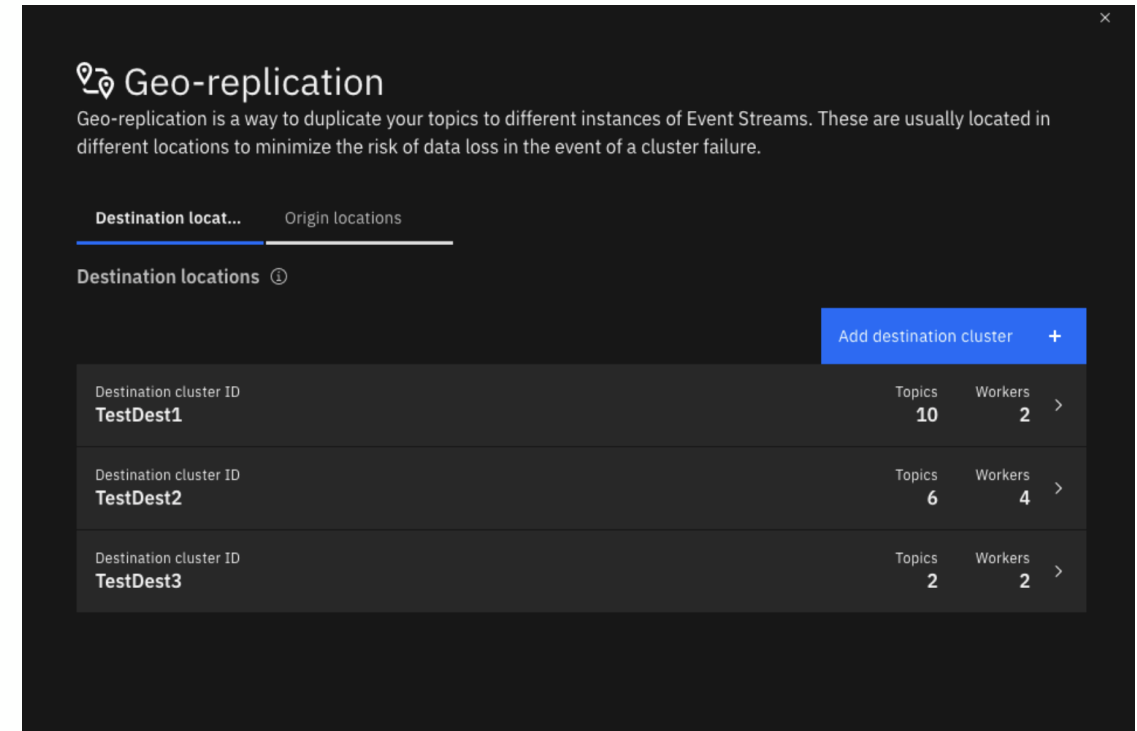 Geo-replication
Geo-replication is a way to duplicate your topics to different instances of Event Streams. These are usually located in
different locations to minimize the risk of data loss in the event of a cluster failure.
Destination locat... Origin locations
Destination locations
Add destination cluster +
Destination cluster ID Topics Workers
TestDest1 10 2
Destination cluster ID Topics Workers
TestDest2 6 4
Destination cluster ID Topics Workers
TestDest3 2 2